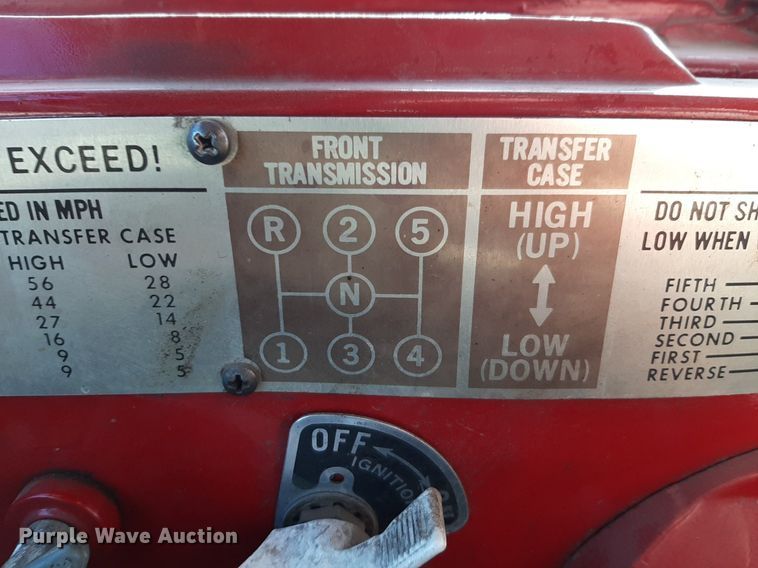 EXCEED!
ED IN MPH
TRANSFER CASE
HIGH LOW
56 28
44 22
27 14
16 8
9 5
9 5
FRONT
TRANSMISSION
R 2 5
N
1 3 4
TRANSFER
CASE
HIGH
(UP)
LOW
(DOWN)
DO NOT SH
LOW WHEN
FIFTH
FOURTH
THIRD
SECOND
FIRST
REVERSE
OFF
IGNITION
ON
Purple Wave Auction